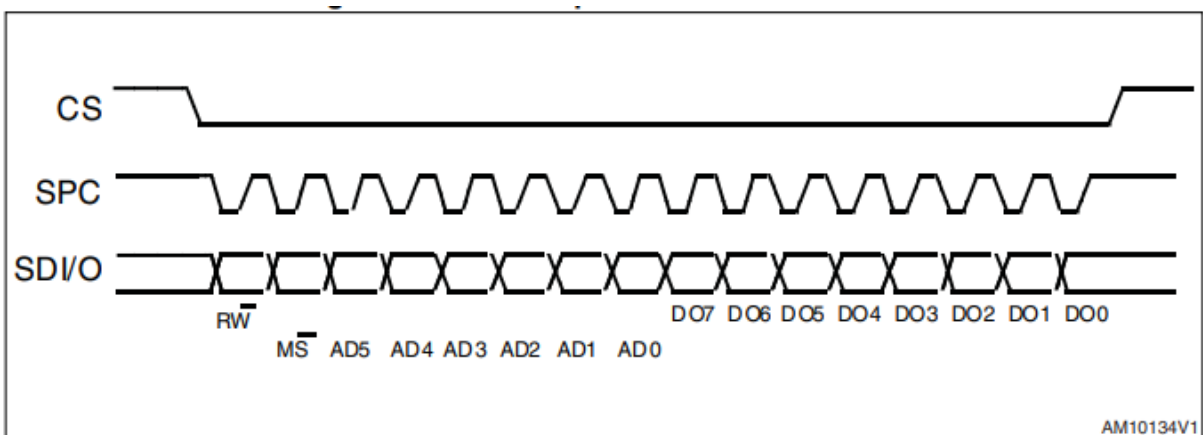 CS
SPC
SDI/O
RW DO7 DO6 DO5 DO4 DO3 DO2 DO1 DO0
MS AD5 AD4 AD3 AD2 AD1 AD0
AM10134V1